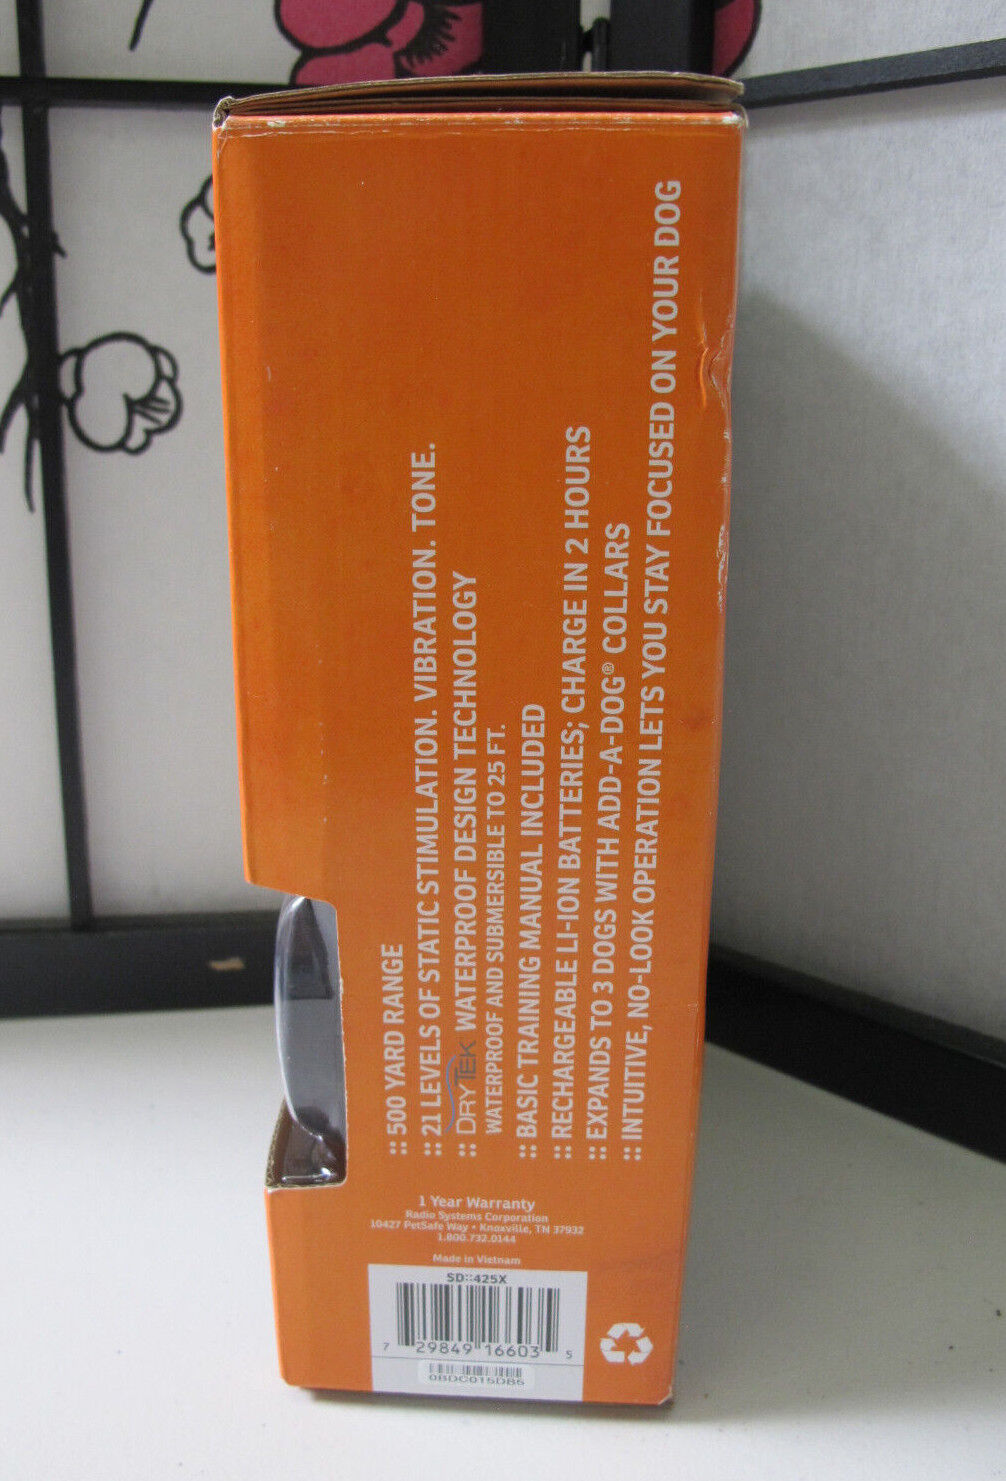 :: 500 YARD RANGE
:: 21 LEVELS OF STATIC STIMULATION. VIBRATION. TONE.
:: DRYTEK WATERPROOF DESIGN TECHNOLOGY
WATERPROOF AND SUBMERSIBLE TO 25 FT.
:: BASIC TRAINING MANUAL INCLUDED
:: RECHARGEABLE LI-ION BATTERIES; CHARGE IN 2 HOURS
:: EXPANDS TO 3 DOGS WITH ADD-A-DOG® COLLARS
:: INTUITIVE, NO-LOOK OPERATION LETS YOU STAY FOCUSED ON YOUR DOG
1 Year Warranty
Radio Systems Corporation
10427 PetSafe Way • Knoxville, TN 37932
1.800.732.0144
Made in Vietnam
SD::425X
7 29849 16603 5
0BDC015DB6